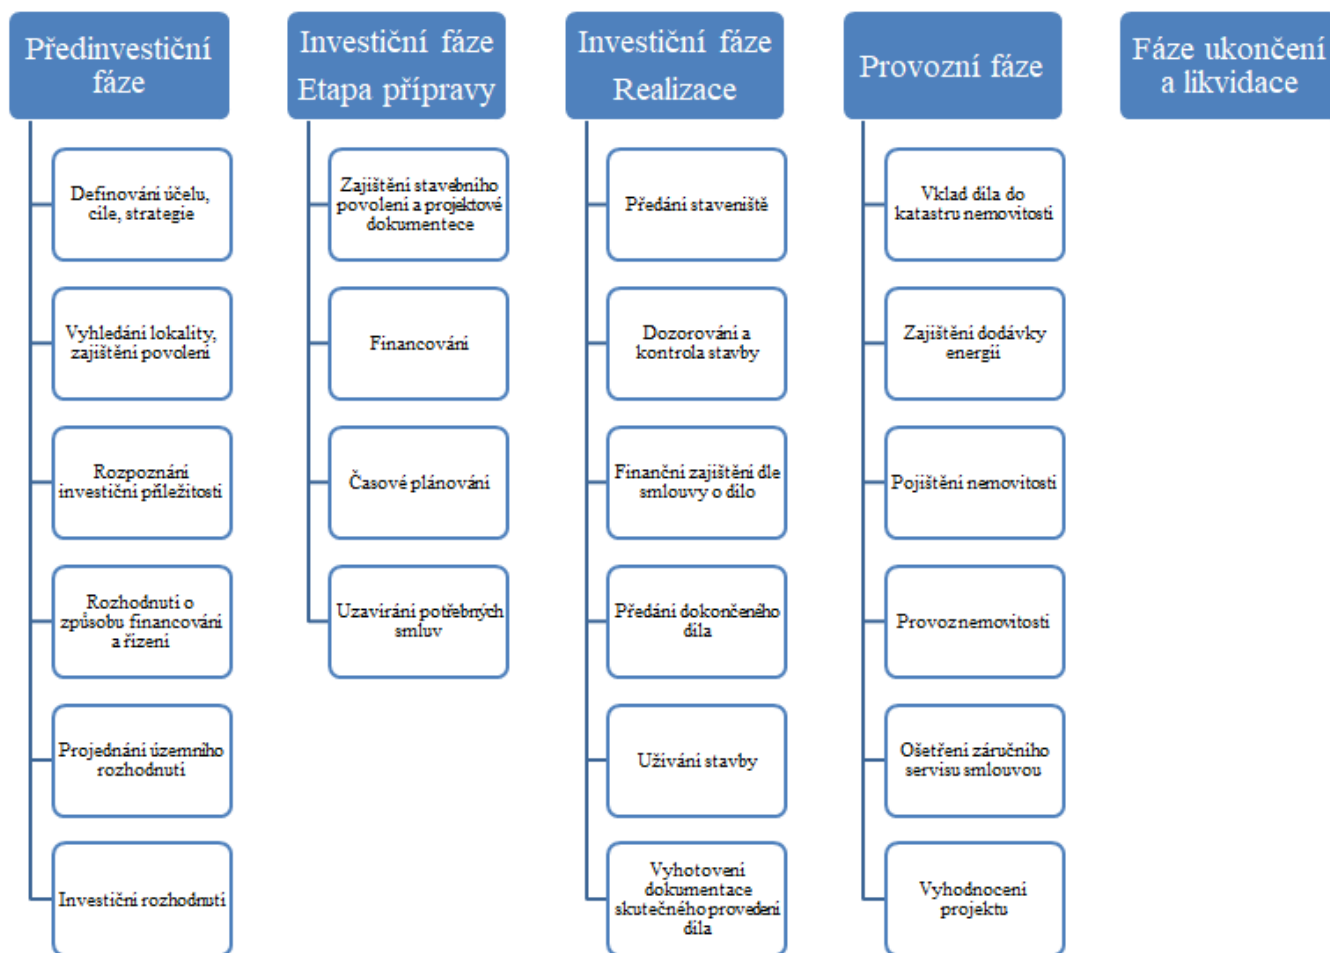 Předinvestiční
fáze
Definování účelu,
cíle, strategie
Vyhledání lokality,
zajištění povolení
Rozpoznání
investiční příležitosti
Rozhodnutí o
způsobu financování
a řízení
Projednání územního
rozhodnutí
Investiční rozhodnutí
Investiční fáze
Etapa přípravy
Zajištění stavebního
povolení a projektové
dokumentece
Financování
Časové plánování
Uzavírání potřebných
smluv
Investiční fáze
Realizace
Předání staveniště
Dozorování a
kontrola stavby
Finanční zajištění dle
smlouvy o dílo
Předání dokončeného
díla
Užívání stavby
Vyhotovení
dokumentace
skutečného provedení
díla
Provozní fáze
Vklad díla do
katastru nemovitostí
Zajištění dodávky
energií
Pojištění nemovitosti
Provoz nemovitosti
Ošetření záručního
servisu smlouvou
Vyhodnocení
projektu
Fáze ukončení
a likvidace